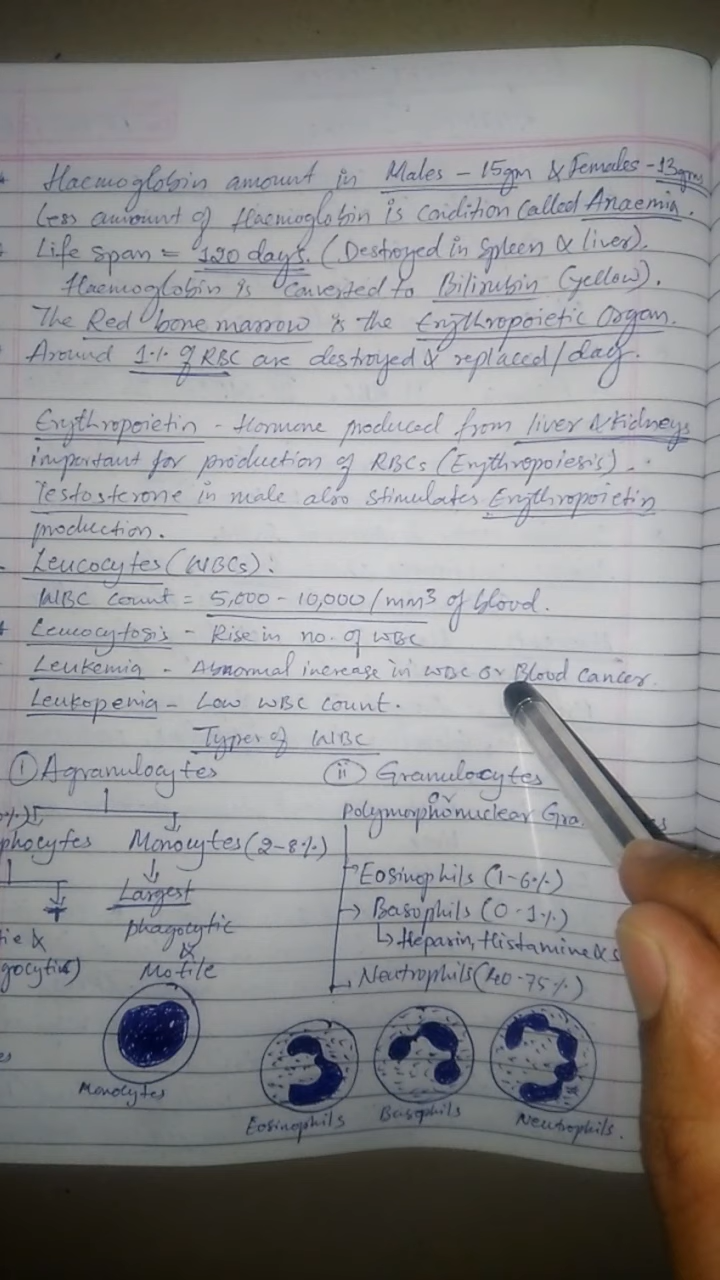 Haemoglobin amount in Males - 15gm & Females - 13gm
Less amount of Haemoglobin is condition called Anaemia.
Life span = 120 days. (Destroyed in Spleen & liver).
Haemoglobin is converted to Bilirubin (yellow).
The Red bone marrow is the Erythropoietic Organ.
Around 1% of RBC are destroyed & replaced/day.
Erythropoietin - Hormone produced from liver & Kidneys
important for production of RBCs (Erythropoiesis).
Testosterone in male also stimulates Erythropoietin
production.
Leucocytes (WBCs):
WBC count = 5,000 - 10,000/mm3 of blood.
Leucocytosis - Rise in no. of WBC
Leukemia - Abnormal increase in WBC or Blood cancer.
Leukopenia - Low WBC count.
Types of WBC
i Agranulocytes
ii Granulocytes
or
Polymorphonuclear Gra
phocytes
Monocytes (2-8%)
Largest
phagocytic
&
Motile
Eosinophils (1-6%)
Basophils (0-1%)
Heparin, Histamine & S
Neutrophils (40-75%)
gocytic)
Monocytes
Eosinophils
Basophils
Neutrophils.